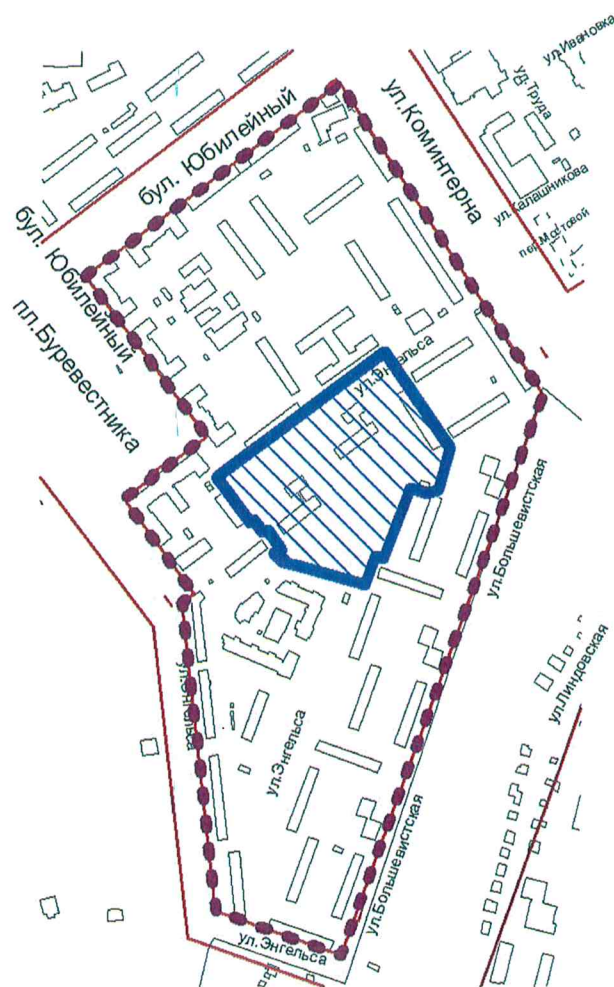 ул.Ивановка
ул.Труда
ул.Коминтерна
бул. Юбилейный
ул.Калашникова
пер.Мостовой
бул. Юбилейный
пл.Буревестника
ул.Энгельса
ул.Большевистская
ул.Линдовская
ул.Энгельса
ул.Большевистская
ул.Энгельса